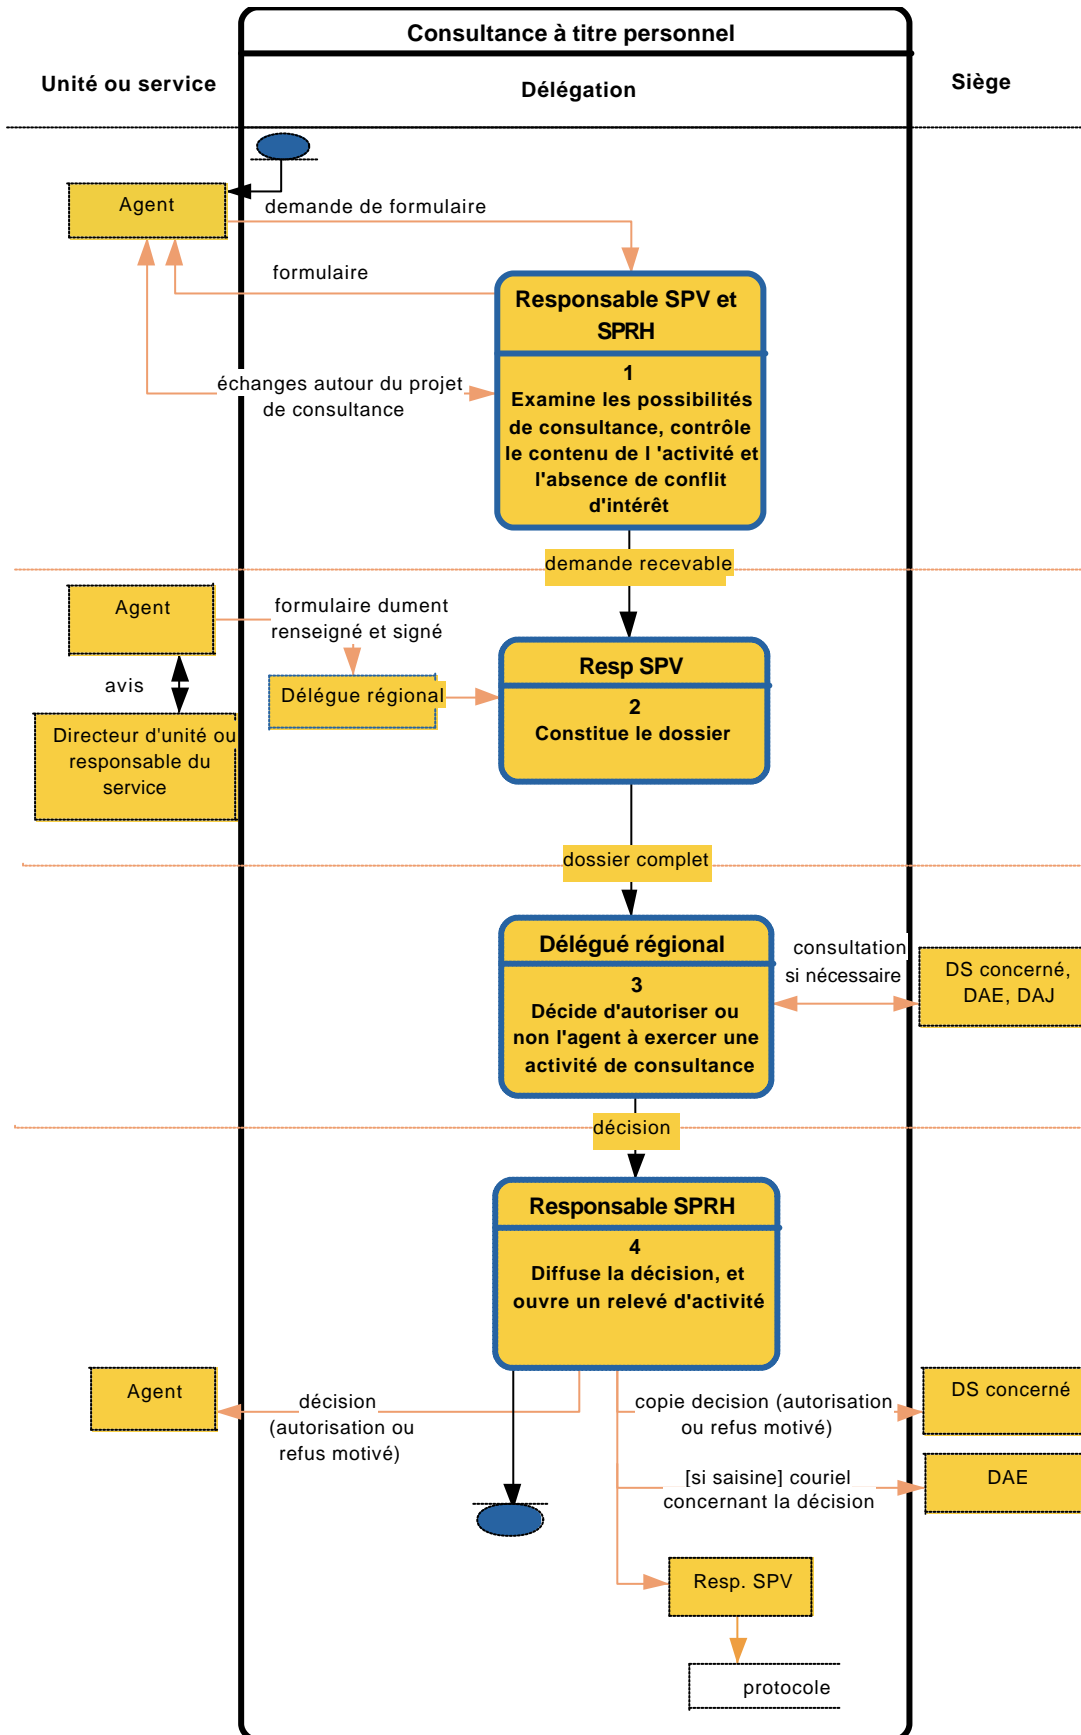 Consultance à titre personnel
Unité ou service
Délégation
Siège
Agent
demande de formulaire
formulaire
Responsable SPV et
SPRH
1
Examine les possibilités
de consultance, contrôle
le contenu de l 'activité et
l'absence de conflit
d'intérêt
échanges autour du projet
de consultance
demande recevable
Agent
formulaire dument
renseigné et signé
avis
Délégue régional
Directeur d'unité ou
responsable du
service
Resp SPV
2
Constitue le dossier
dossier complet
Délégué régional
3
Décide d'autoriser ou
non l'agent à exercer une
activité de consultance
consultation
si nécessaire
DS concerné,
DAE, DAJ
décision
Responsable SPRH
4
Diffuse la décision, et
ouvre un relevé d'activité
Agent
décision
(autorisation ou
refus motivé)
copie decision (autorisation
ou refus motivé)
DS concerné
[si saisine] couriel
concernant la décision
DAE
Resp. SPV
protocole